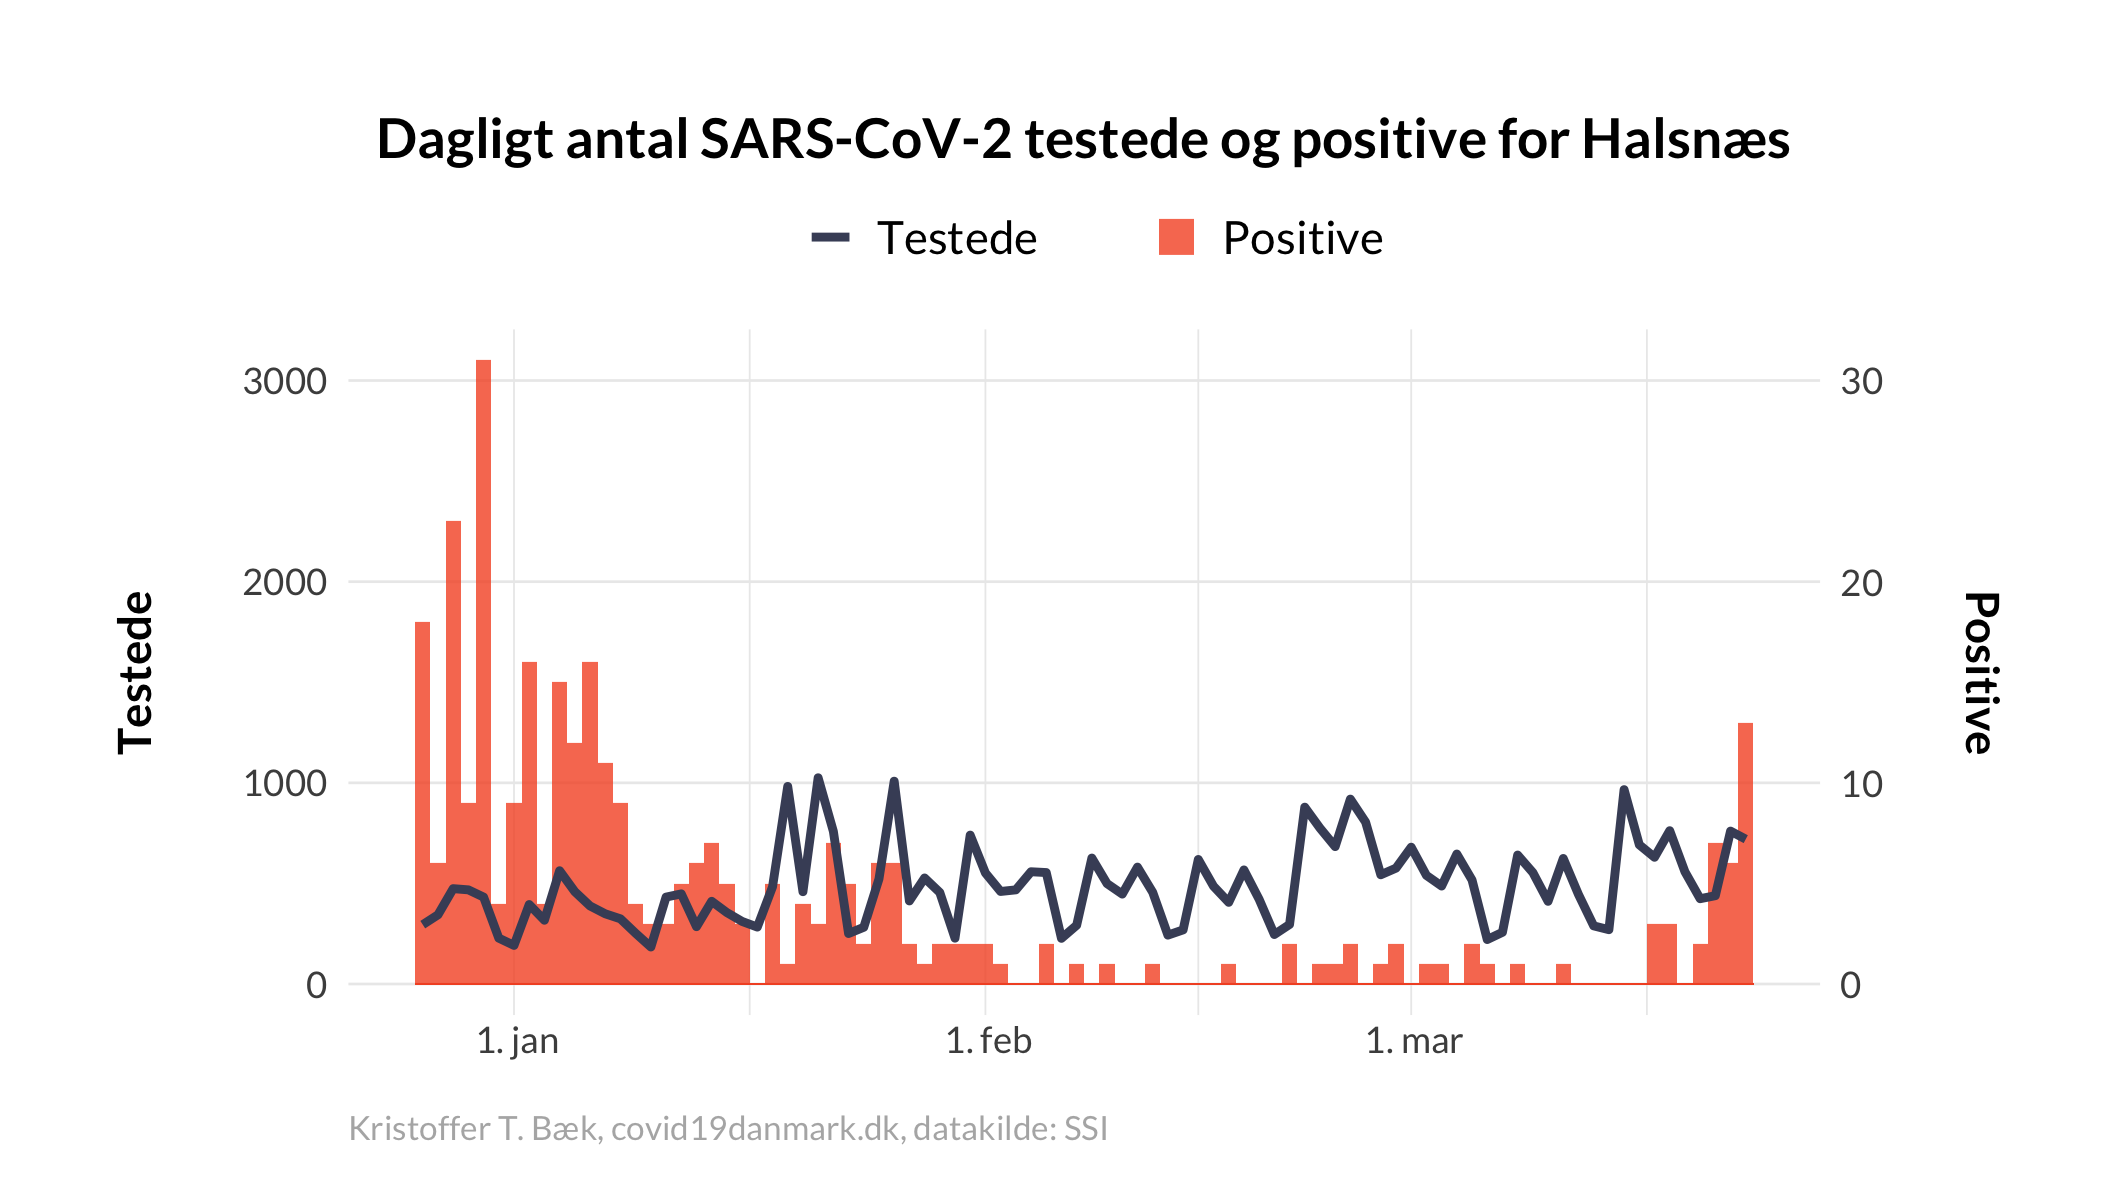 Dagligt antal SARS-CoV-2 testede og positive for Halsnæs
Testede Positive
3000 30
2000 20
1000 10
0 0
Testede
Positive
1. jan 1. feb 1. mar
Kristoffer T. Bæk, covid19danmark.dk, datakilde: SSI